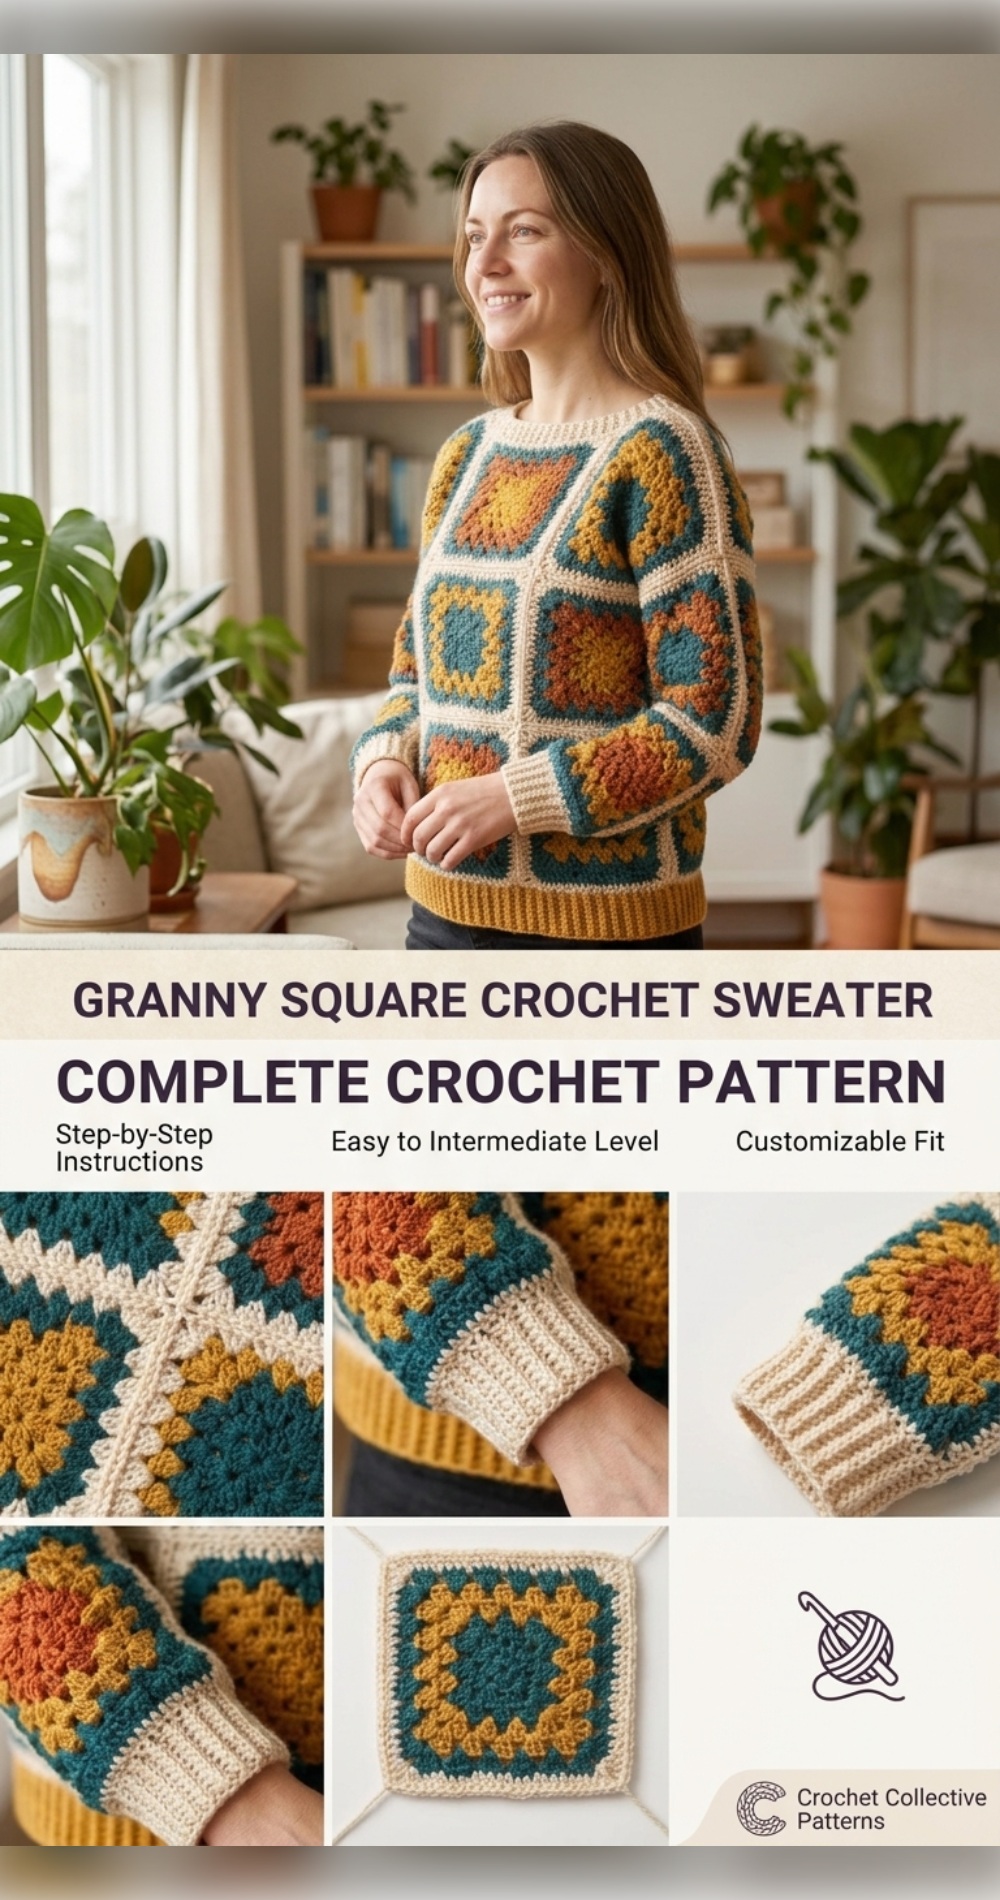 GRANNY SQUARE CROCHET SWEATER
COMPLETE CROCHET PATTERN
Step-by-Step
Instructions
Easy to Intermediate Level
Customizable Fit
Crochet Collective
Patterns